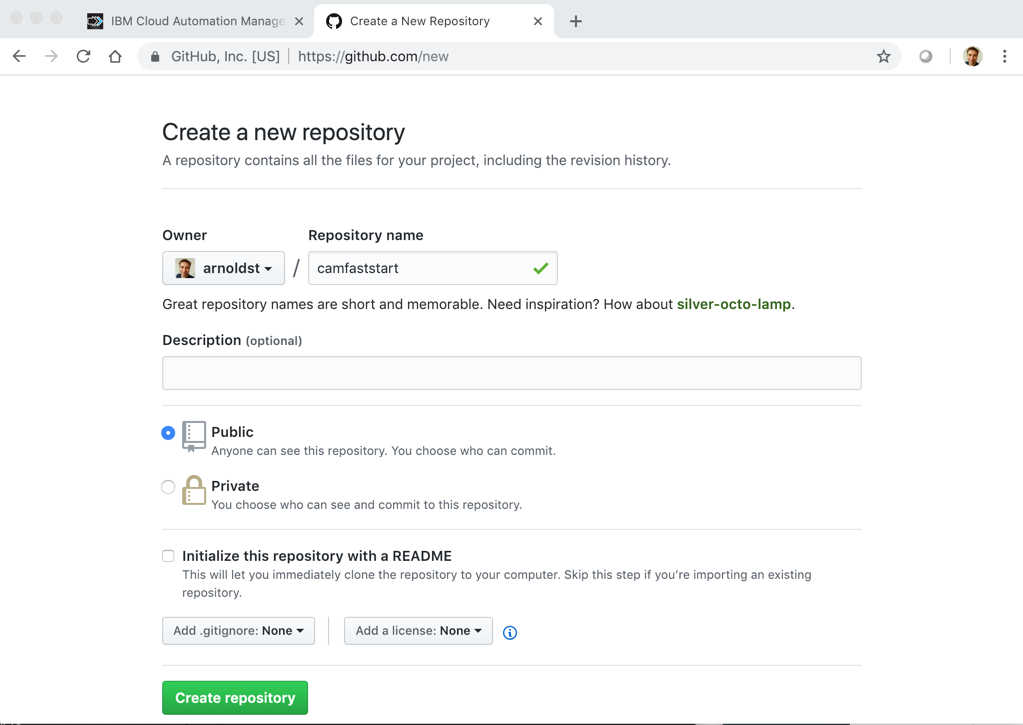 IBM Cloud Automation Manage
Create a New Repository
GitHub, Inc. [US] | https://github.com/new
Create a new repository
A repository contains all the files for your project, including the revision history.
Owner
Repository name
arnoldst / camfaststart
Great repository names are short and memorable. Need inspiration? How about silver-octo-lamp.
Description (optional)
Public
Anyone can see this repository. You choose who can commit.
Private
You choose who can see and commit to this repository.
Initialize this repository with a README
This will let you immediately clone the repository to your computer. Skip this step if you’re importing an existing
repository.
Add .gitignore: None
Add a license: None
Create repository